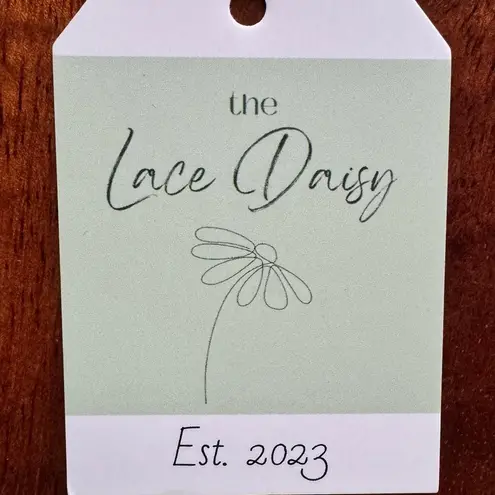 the
Lace Daisy
Est. 2023